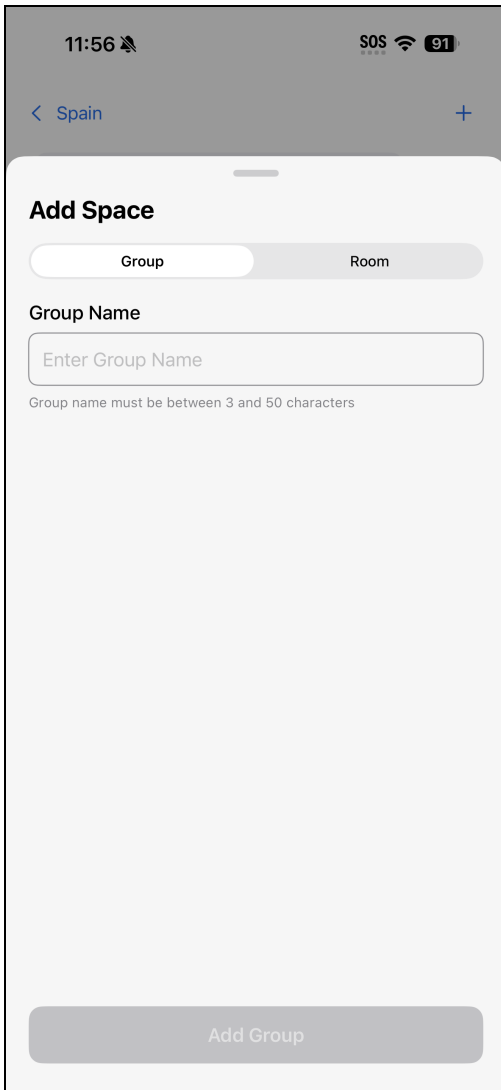 11:56
SOS
91
Spain
Add Space
Group
Room
Group Name
Enter Group Name
Group name must be between 3 and 50 characters
Add Group